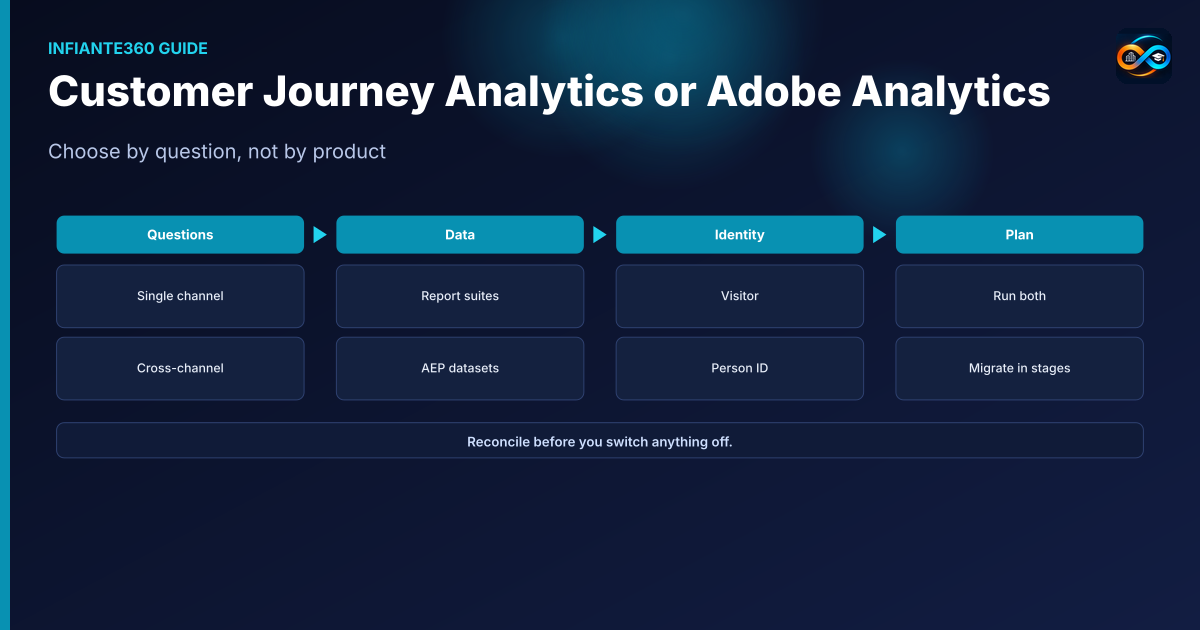 INFIANTE360 GUIDE
Customer Journey Analytics or Adobe Analytics
Choose by question, not by product
Questions
Data
Identity
Plan
Single channel
Report suites
Visitor
Run both
Cross-channel
AEP datasets
Person ID
Migrate in stages
Reconcile before you switch anything off.